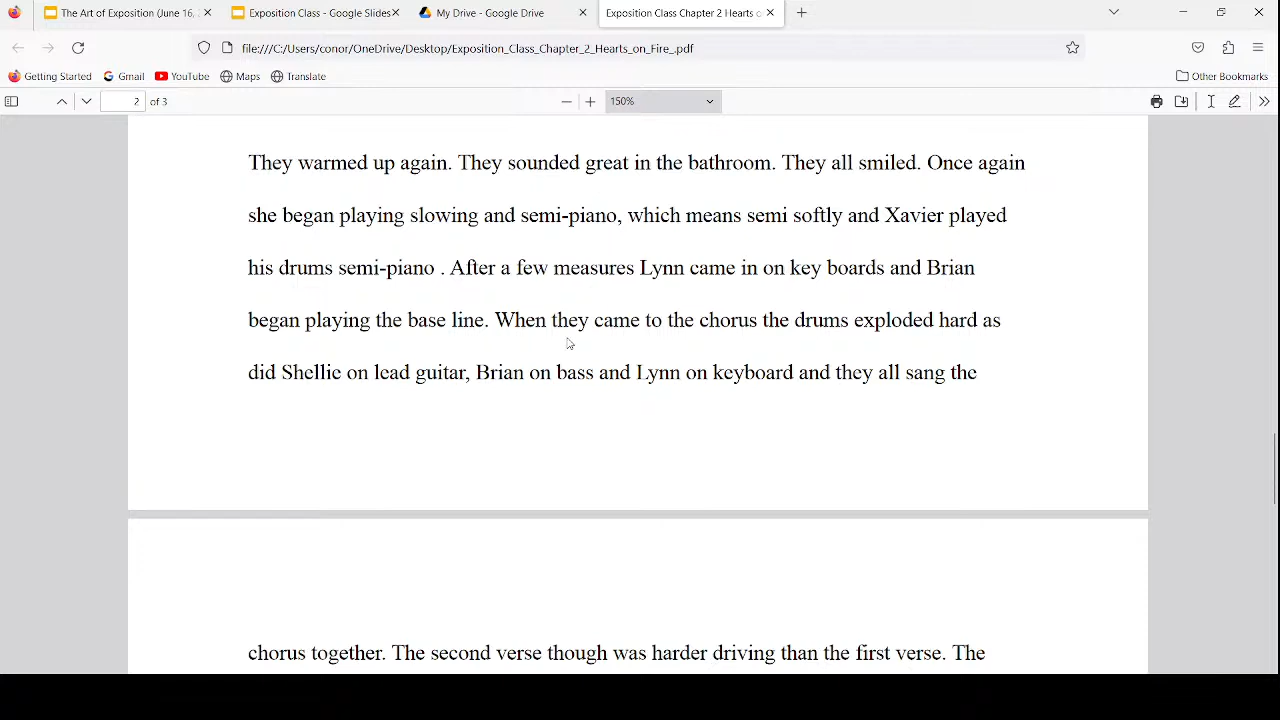 The Art of Exposition (June 16,
Exposition Class - Google Slides
My Drive - Google Drive
Exposition Class Chapter 2 Hearts o
file:///C:/Users/conor/OneDrive/Desktop/Exposition_Class_Chapter_2_Hearts_on_Fire_.pdf
Getting Started
Gmail
YouTube
Maps
Translate
Other Bookmarks
2 of 3
150%
They warmed up again. They sounded great in the bathroom. They all smiled. Once again
she began playing slowing and semi-piano, which means semi softly and Xavier played
his drums semi-piano . After a few measures Lynn came in on key boards and Brian
began playing the base line. When they came to the chorus the drums exploded hard as
did Shellie on lead guitar, Brian on bass and Lynn on keyboard and they all sang the
chorus together. The second verse though was harder driving than the first verse. The